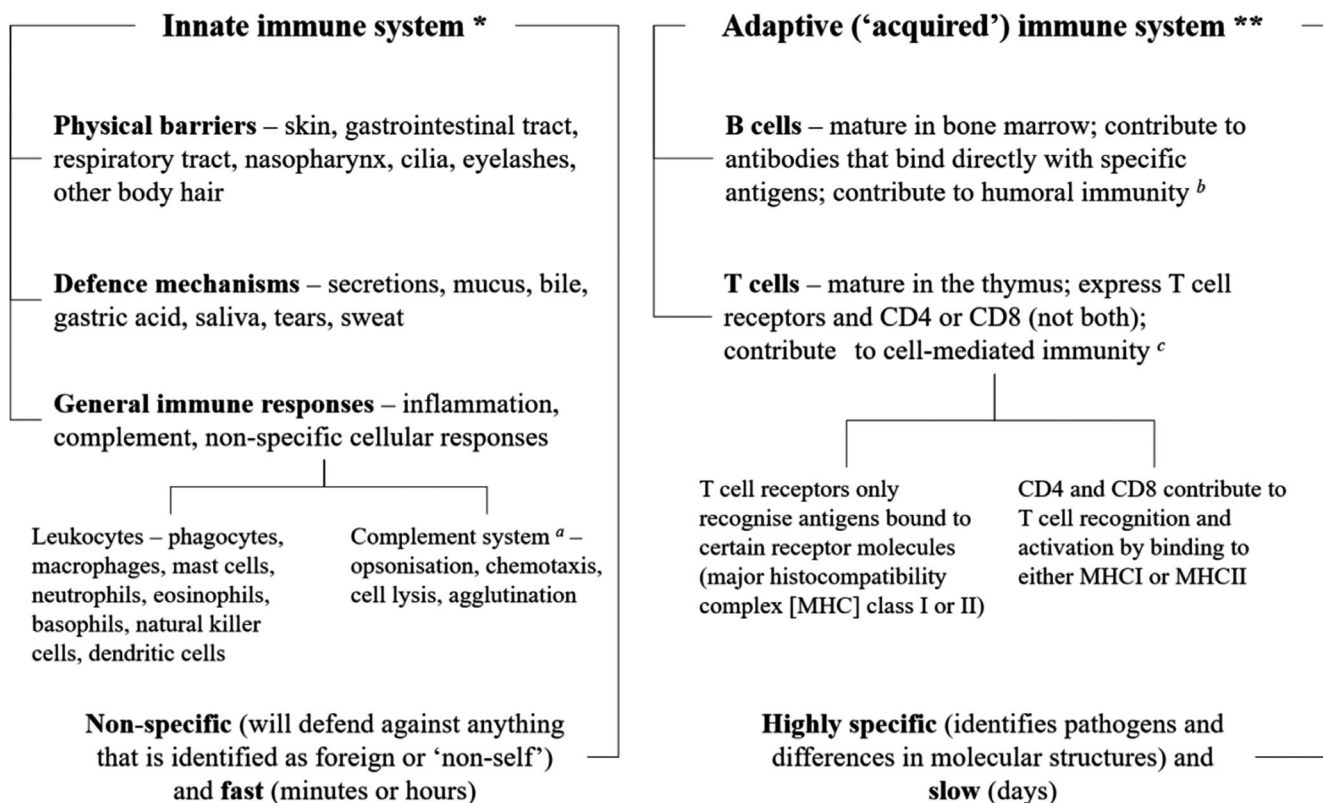 Innate immune system *
Physical barriers – skin, gastrointestinal tract,
respiratory tract, nasopharynx, cilia, eyelashes,
other body hair
Defence mechanisms – secretions, mucus, bile,
gastric acid, saliva, tears, sweat
General immune responses – inflammation,
complement, non-specific cellular responses
Leukocytes – phagocytes,
macrophages, mast cells,
neutrophils, eosinophils,
basophils, natural killer
cells, dendritic cells
Complement system a –
opsonisation, chemotaxis,
cell lysis, agglutination
Non-specific (will defend against anything
that is identified as foreign or ‘non-self’)
and fast (minutes or hours)
Adaptive (‘acquired’) immune system **
B cells – mature in bone marrow; contribute to
antibodies that bind directly with specific
antigens; contribute to humoral immunity b
T cells – mature in the thymus; express T cell
receptors and CD4 or CD8 (not both);
contribute to cell-mediated immunity c
T cell receptors only
recognise antigens bound to
certain receptor molecules
(major histocompatibility
complex [MHC] class I or II)
CD4 and CD8 contribute to
T cell recognition and
activation by binding to
either MHCI or MHCII
Highly specific (identifies pathogens and
differences in molecular structures) and
slow (days)